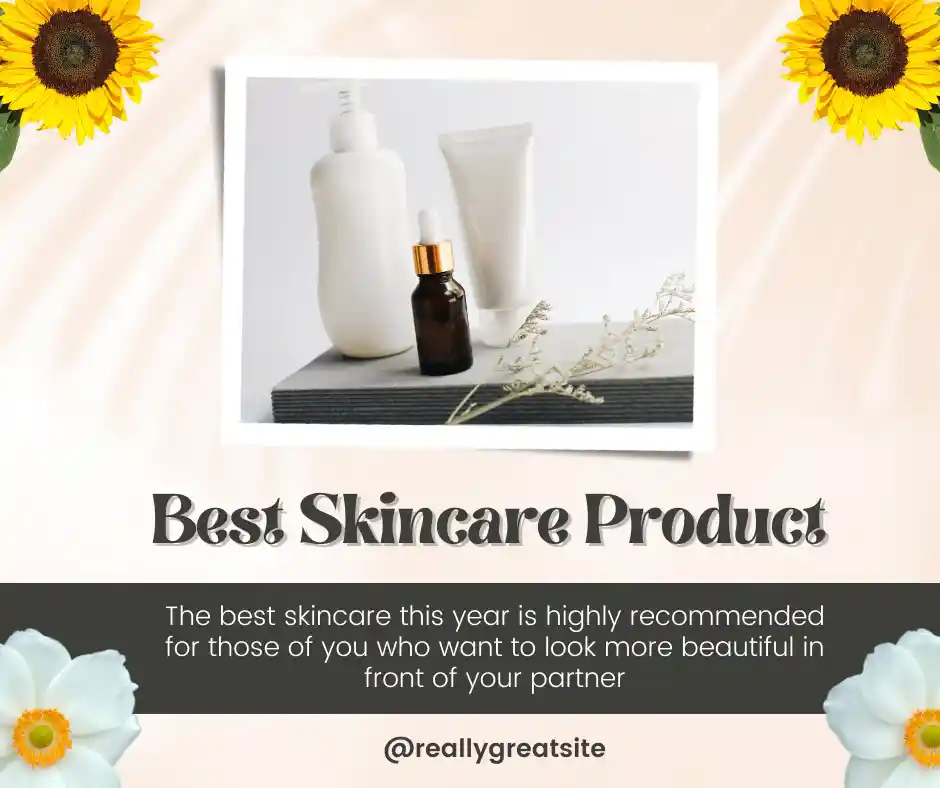 Best Skincare Product
The best skincare this year is highly recommended
for those of you who want to look more beautiful in
front of your partner
@reallygreatsite